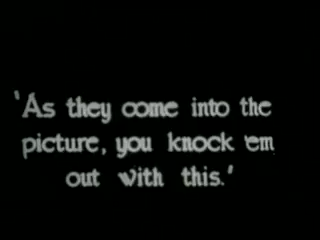 'As they come into the
picture, you knock 'em
out with this.'